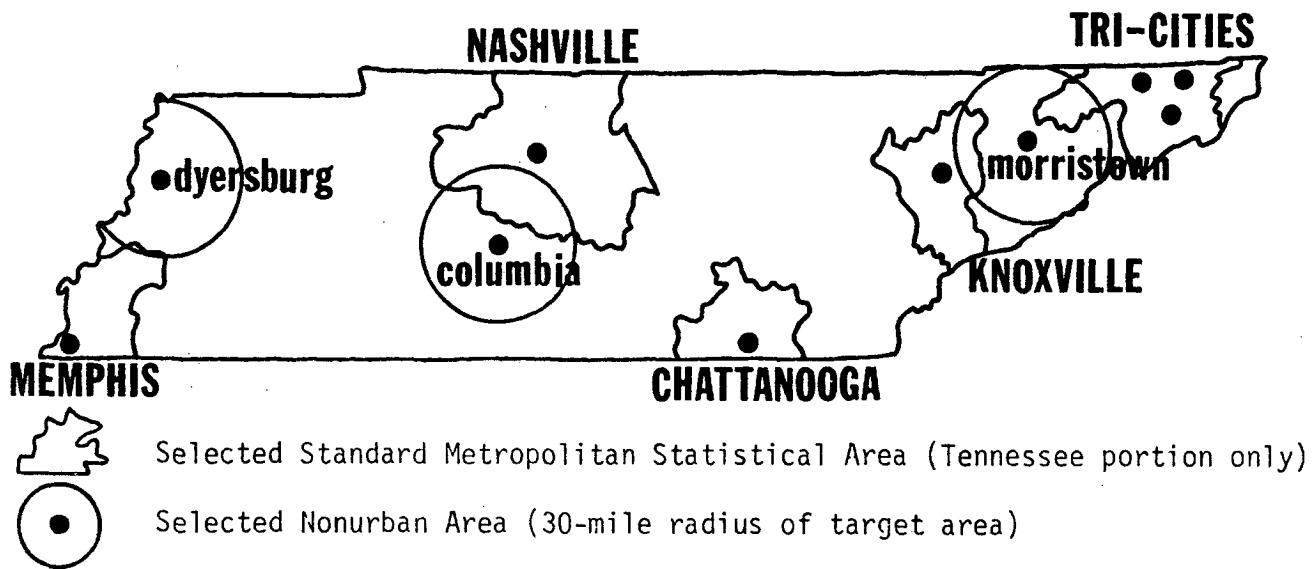 TRI-CITIES
NASHVILLE
dyersburg
morristown
columbia
KNOXVILLE
MEMPHIS
CHATTANOOGA
Selected Standard Metropolitan Statistical Area (Tennessee portion only)
Selected Nonurban Area (30-mile radius of target area)